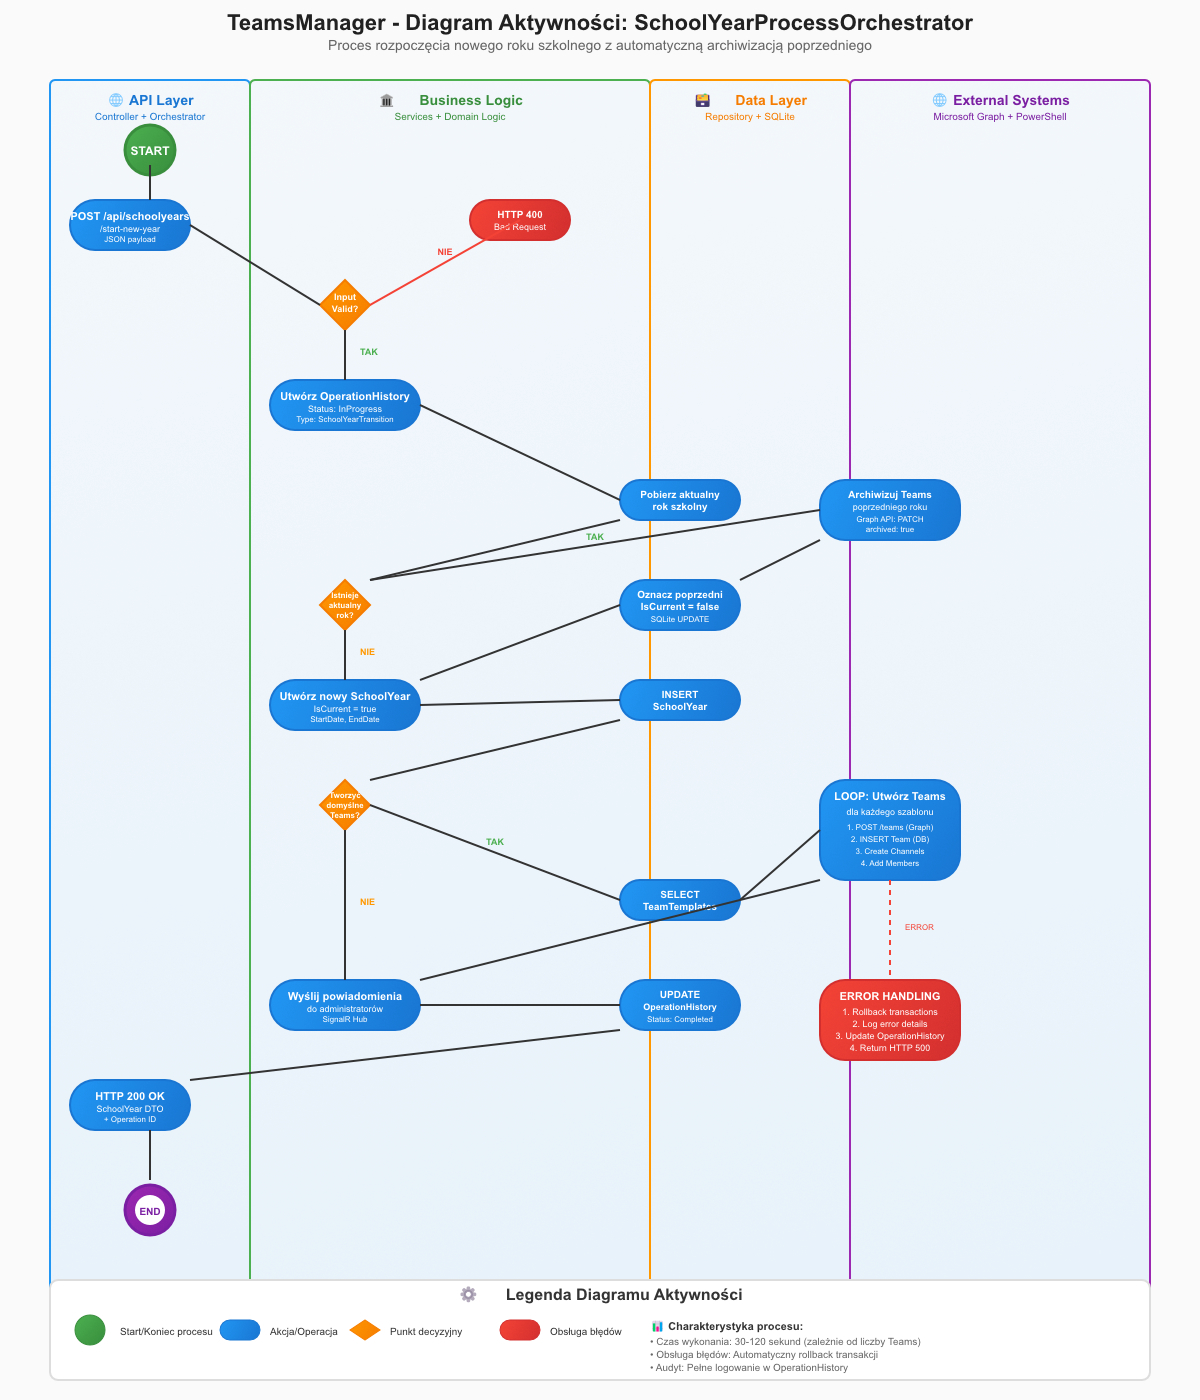 TeamsManager - Diagram Aktywności: SchoolYearProcessOrchestrator
Proces rozpoczęcia nowego roku szkolnego z automatyczną archiwizacją poprzedniego
API Layer
Controller + Orchestrator
Business Logic
Services + Domain Logic
Data Layer
Repository + SQLite
External Systems
Microsoft Graph + PowerShell
START
POST /api/schoolyears
/start-new-year
JSON payload
HTTP 400
Bad Request
NIE
Input
Valid?
TAK
Utwórz OperationHistory
Status: InProgress
Type: SchoolYearTransition
Pobierz aktualny
rok szkolny
Archiwizuj Teams
poprzedniego roku
Graph API: PATCH
archived: true
TAK
Istnieje
aktualny
rok?
Oznacz poprzedni
IsCurrent = false
SQLite UPDATE
NIE
Utwórz nowy SchoolYear
IsCurrent = true
StartDate, EndDate
INSERT
SchoolYear
Tworzyć
domyślne
Teams?
TAK
LOOP: Utwórz Teams
dla każdego szablonu
1. POST /teams (Graph)
2. INSERT Team (DB)
3. Create Channels
4. Add Members
SELECT
TeamTemplates
NIE
ERROR
Wyślij powiadomienia
do administratorów
SignalR Hub
UPDATE
OperationHistory
Status: Completed
ERROR HANDLING
1. Rollback transactions
2. Log error details
3. Update OperationHistory
4. Return HTTP 500
HTTP 200 OK
SchoolYear DTO
+ Operation ID
END
Legenda Diagramu Aktywności
Start/Koniec procesu
Akcja/Operacja
Punkt decyzyjny
Obsługa błędów
Charakterystyka procesu:
• Czas wykonania: 30-120 sekund (zależnie od liczby Teams)
• Obsługa błędów: Automatyczny rollback transakcji
• Audyt: Pełne logowanie w OperationHistory